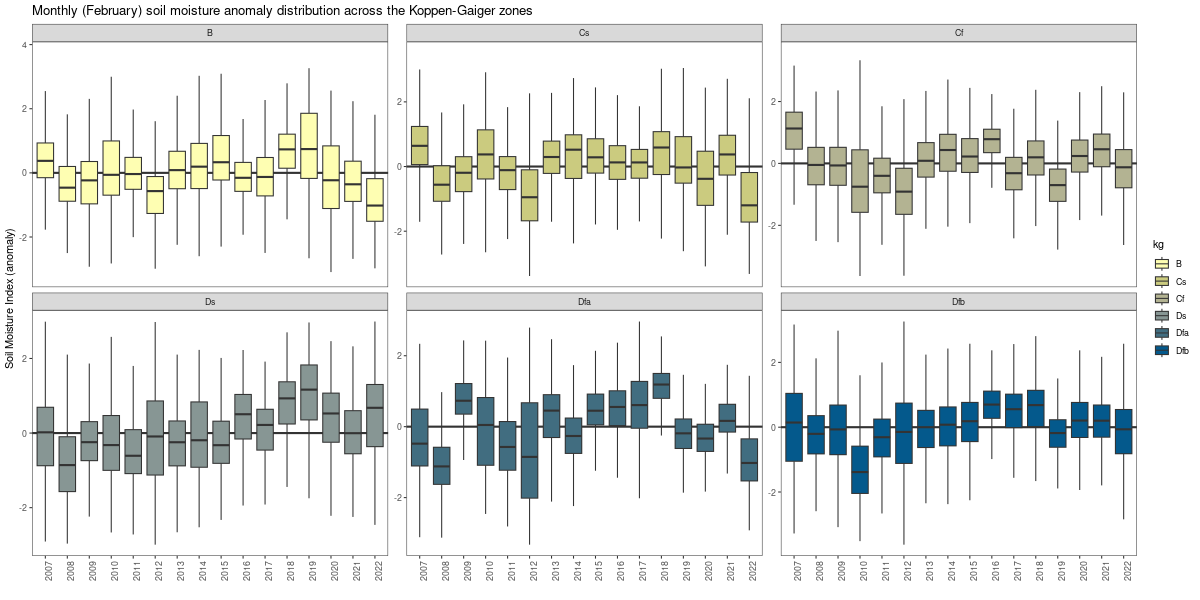 Monthly (February) soil moisture anomaly distribution across the Koppen-Gaiger zones
B
Cs
Cf
4
2
0
-2
2
0
-2
2
0
-2
Soil Moisture Index (anomaly)
Ds
Dfa
Dfb
2
0
-2
2
0
-2
2
0
-2
2007 2008 2009 2010 2011 2012 2013 2014 2015 2016 2017 2018 2019 2020 2021 2022
2007 2008 2009 2010 2011 2012 2013 2014 2015 2016 2017 2018 2019 2020 2021 2022
2007 2008 2009 2010 2011 2012 2013 2014 2015 2016 2017 2018 2019 2020 2021 2022
kg
B
Cs
Cf
Ds
Dfa
Dfb